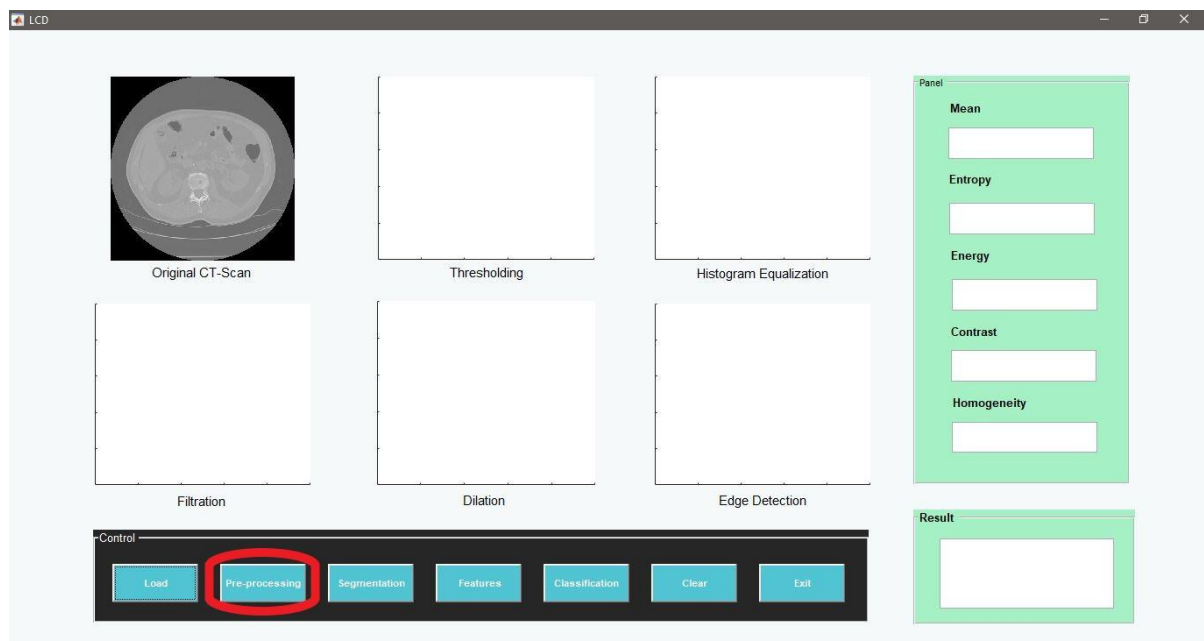 LCD
Original CT-Scan
Thresholding
Histogram Equalization
Filtration
Dilation
Edge Detection
Panel
Mean
Entropy
Energy
Contrast
Homogeneity
Control
Load
Pre-processing
Segmentation
Features
Classification
Clear
Exit
Result